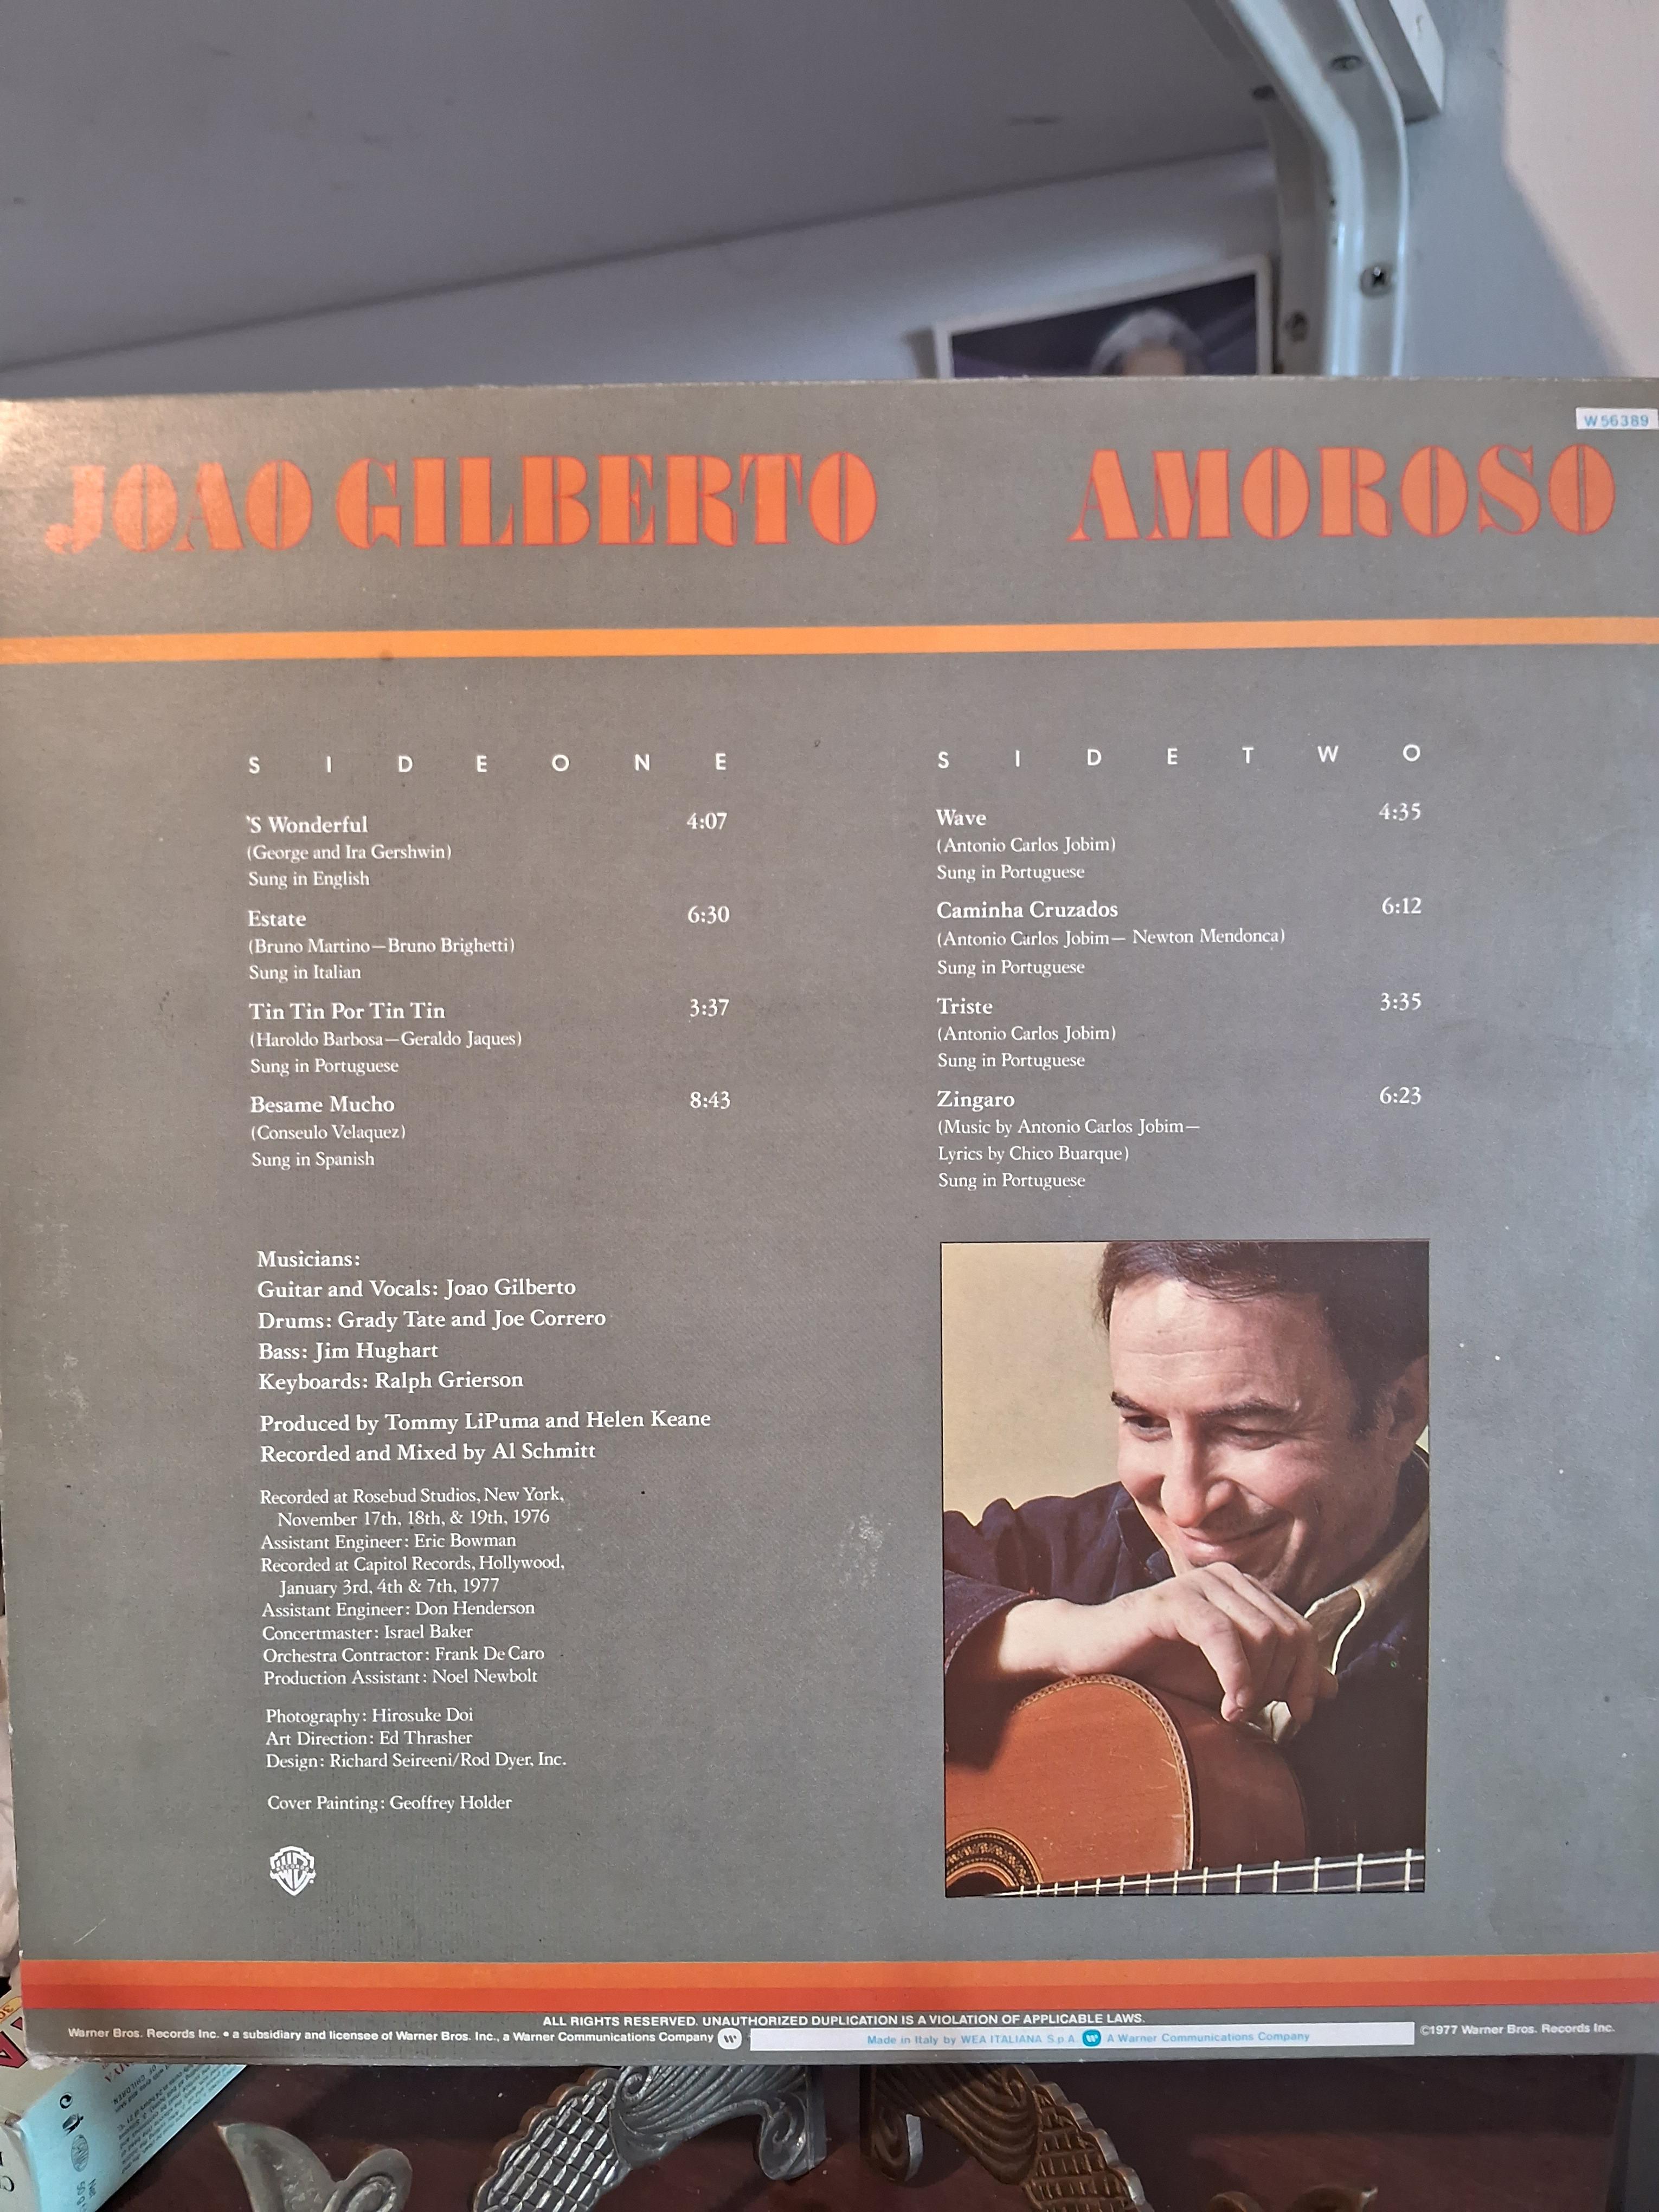 W 56389
JOAO GILBERTO AMOROSO
SIDE ONE
'S Wonderful 4:07
(George and Ira Gershwin)
Sung in English
Estate 6:30
(Bruno Martino—Bruno Brighetti)
Sung in Italian
Tin Tin Por Tin Tin 3:37
(Haroldo Barbosa—Geraldo Jaques)
Sung in Portuguese
Besame Mucho 8:43
(Conseulo Velaquez)
Sung in Spanish
SIDE TWO
Wave 4:35
(Antonio Carlos Jobim)
Sung in Portuguese
Caminha Cruzados 6:12
(Antonio Carlos Jobim— Newton Mendonca)
Sung in Portuguese
Triste 3:35
(Antonio Carlos Jobim)
Sung in Portuguese
Zingaro 6:23
(Music by Antonio Carlos Jobim—
Lyrics by Chico Buarque)
Sung in Portuguese
Musicians:
Guitar and Vocals: Joao Gilberto
Drums: Grady Tate and Joe Correro
Bass: Jim Hughart
Keyboards: Ralph Grierson
Produced by Tommy LiPuma and Helen Keane
Recorded and Mixed by Al Schmitt
Recorded at Rosebud Studios, New York,
November 17th, 18th, & 19th, 1976
Assistant Engineer: Eric Bowman
Recorded at Capitol Records, Hollywood,
January 3rd, 4th & 7th, 1977
Assistant Engineer: Don Henderson
Concertmaster: Israel Baker
Orchestra Contractor: Frank De Caro
Production Assistant: Noel Newbolt
Photography: Hirosuke Doi
Art Direction: Ed Thrasher
Design: Richard Seireeni/Rod Dyer, Inc.
Cover Painting: Geoffrey Holder
ALL RIGHTS RESERVED. UNAUTHORIZED DUPLICATION IS A VIOLATION OF APPLICABLE LAWS.
Warner Bros. Records Inc. • a subsidiary and licensee of Warner Bros. Inc., a Warner Communications Company
Made in Italy by WEA ITALIANA S.p.A. A Warner Communications Company
©1977 Warner Bros. Records Inc.